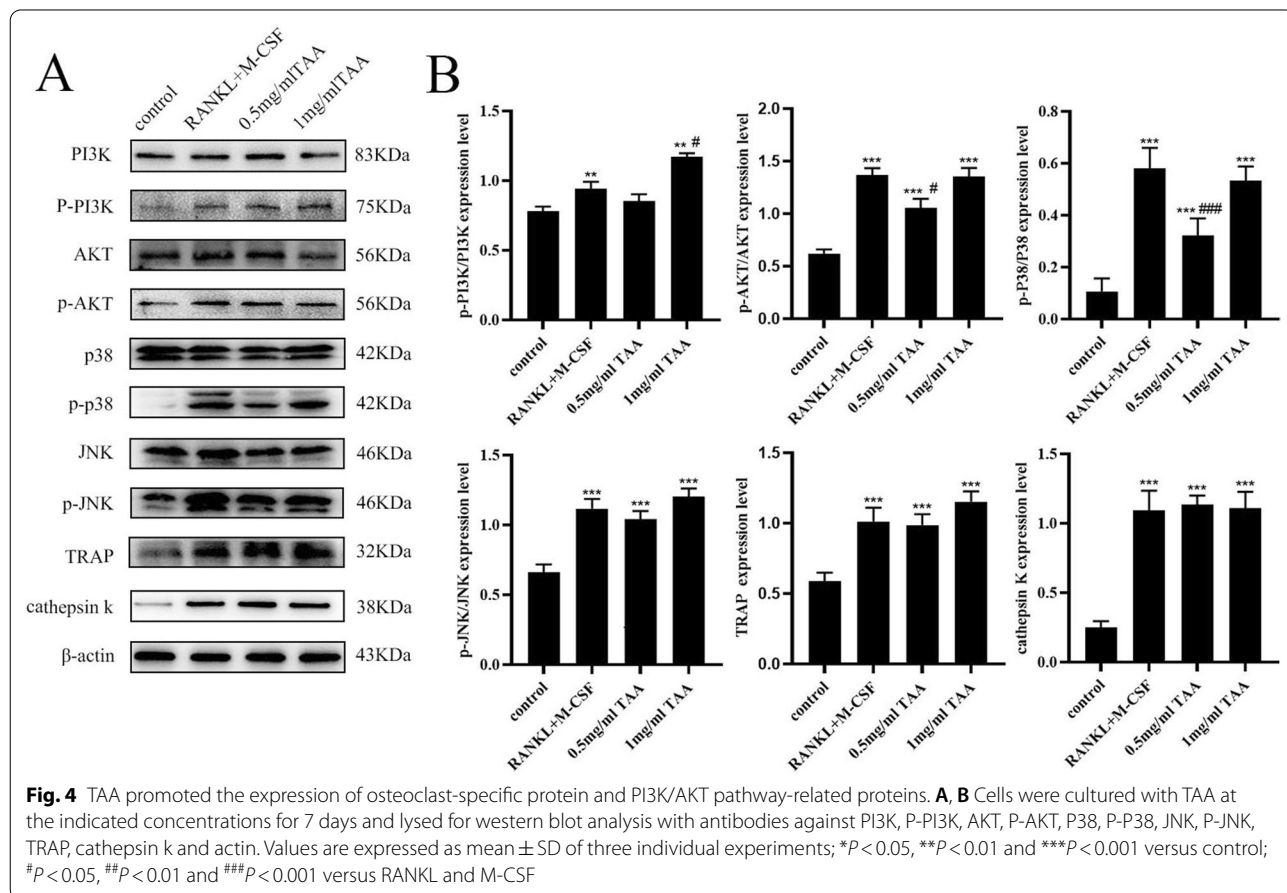 A
control
RANKL+M-CSF
0.5mg/mlTAA
1mg/mlTAA
PI3K 83KDa
P-PI3K 75KDa
AKT 56KDa
p-AKT 56KDa
p38 42KDa
p-p38 42KDa
JNK 46KDa
p-JNK 46KDa
TRAP 32KDa
cathepsin k 38KDa
β-actin 43KDa
B
p-PI3K/PI3K expression level
1.5
1.0
0.5
0.0
**
** #
control
RANKL+M-CSF
0.5mg/ml TAA
1mg/ml TAA
p-AKT/AKT expression level
2.0
1.5
1.0
0.5
0.0
***
*** #
***
control
RANKL+M-CSF
0.5mg/ml TAA
1mg/ml TAA
p-P38/P38 expression level
0.8
0.6
0.4
0.2
0.0
***
*** ###
***
control
RANKL+M-CSF
0.5mg/ml TAA
1mg/ml TAA
p-JNK/JNK expression level
1.5
1.0
0.5
0.0
***
***
***
control
RANKL+M-CSF
0.5mg/ml TAA
1mg/ml TAA
TRAP expression level
1.5
1.0
0.5
0.0
***
***
***
control
RANKL+M-CSF
0.5mg/ml TAA
1mg/ml TAA
cathepsin K expression level
1.5
1.0
0.5
0.0
***
***
***
control
RANKL+M-CSF
0.5mg/ml TAA
1mg/ml TAA
Fig. 4 TAA promoted the expression of osteoclast-specific protein and PI3K/AKT pathway-related proteins. A, B Cells were cultured with TAA at
the indicated concentrations for 7 days and lysed for western blot analysis with antibodies against PI3K, P-PI3K, AKT, P-AKT, P38, P-P38, JNK, P-JNK,
TRAP, cathepsin k and actin. Values are expressed as mean ± SD of three individual experiments; *P < 0.05, **P < 0.01 and ***P < 0.001 versus control;
#P < 0.05, ##P < 0.01 and ###P < 0.001 versus RANKL and M-CSF